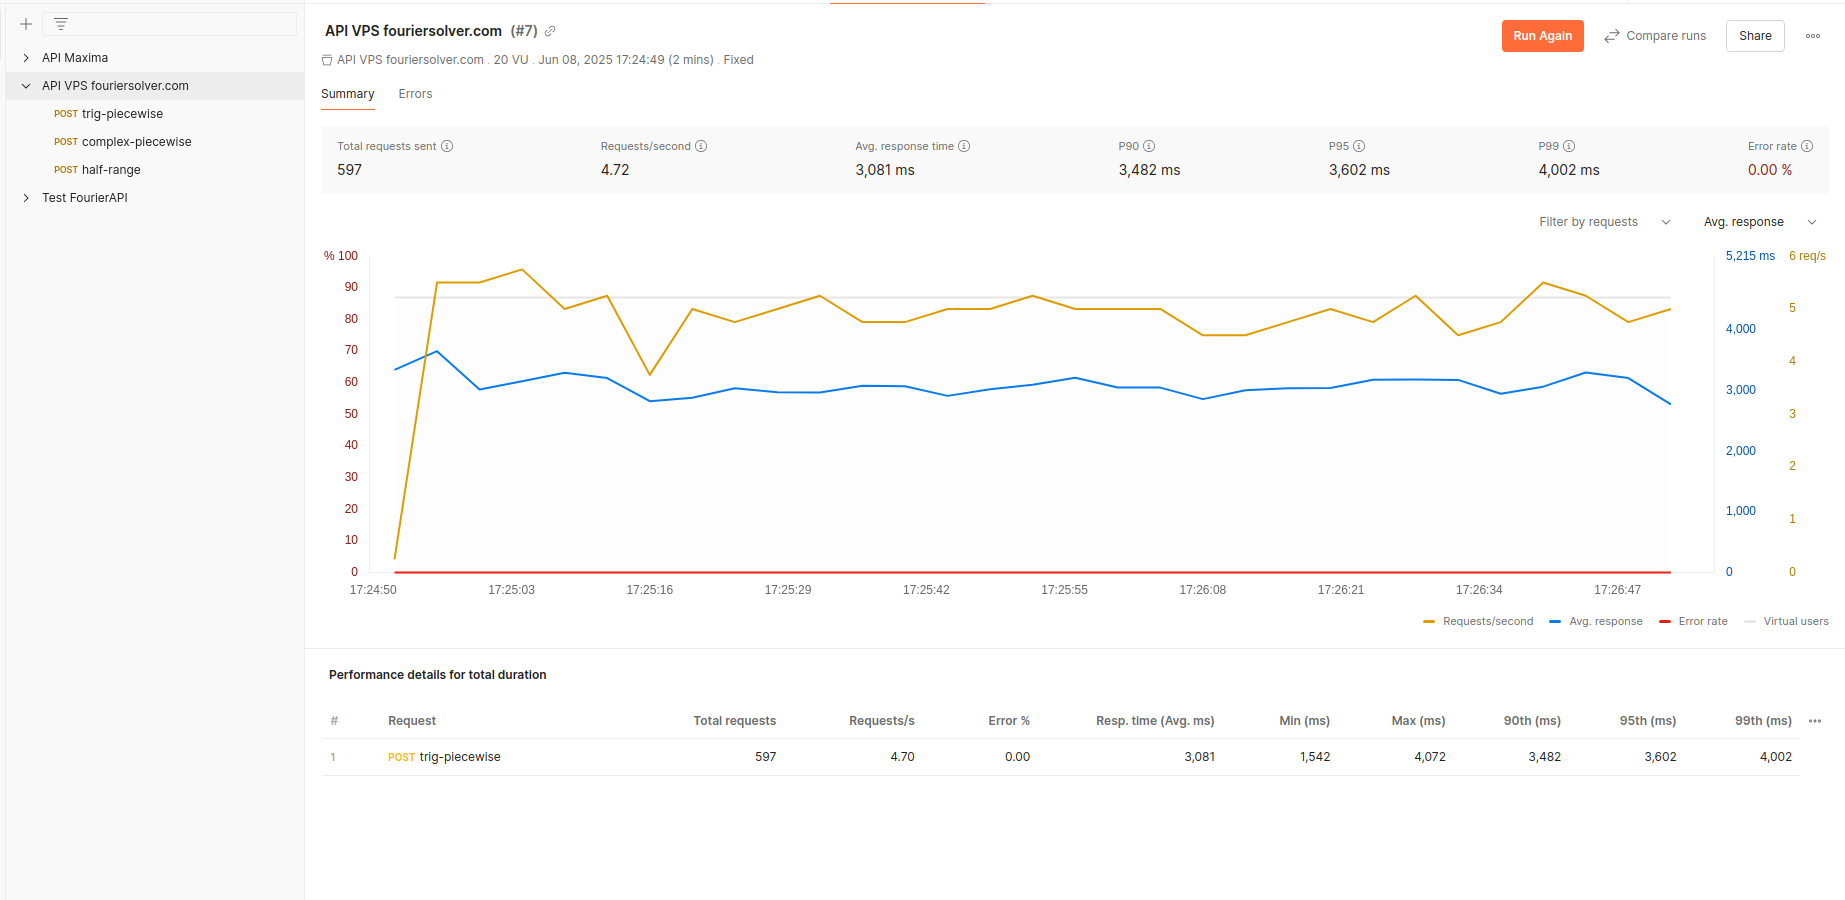 API Maxima
API VPS fouriersolver.com
POST trig-piecewise
POST complex-piecewise
POST half-range
Test FourierAPI
API VPS fouriersolver.com (#7)
Run Again
Compare runs
Share
API VPS fouriersolver.com . 20 VU . Jun 08, 2025 17:24:49 (2 mins) . Fixed
Summary Errors
Total requests sent Requests/second Avg. response time P90 P95 P99 Error rate
597 4.72 3,081 ms 3,482 ms 3,602 ms 4,002 ms 0.00 %
Filter by requests Avg. response
% 100
90
80
70
60
50
40
30
20
10
0
5,215 ms
4,000
3,000
2,000
1,000
0
6 req/s
5
4
3
2
1
0
17:24:50 17:25:03 17:25:16 17:25:29 17:25:42 17:25:55 17:26:08 17:26:21 17:26:34 17:26:47
Requests/second Avg. response Error rate Virtual users
Performance details for total duration
# Request Total requests Requests/s Error % Resp. time (Avg. ms) Min (ms) Max (ms) 90th (ms) 95th (ms) 99th (ms)
1 POST trig-piecewise 597 4.70 0.00 3,081 1,542 4,072 3,482 3,602 4,002